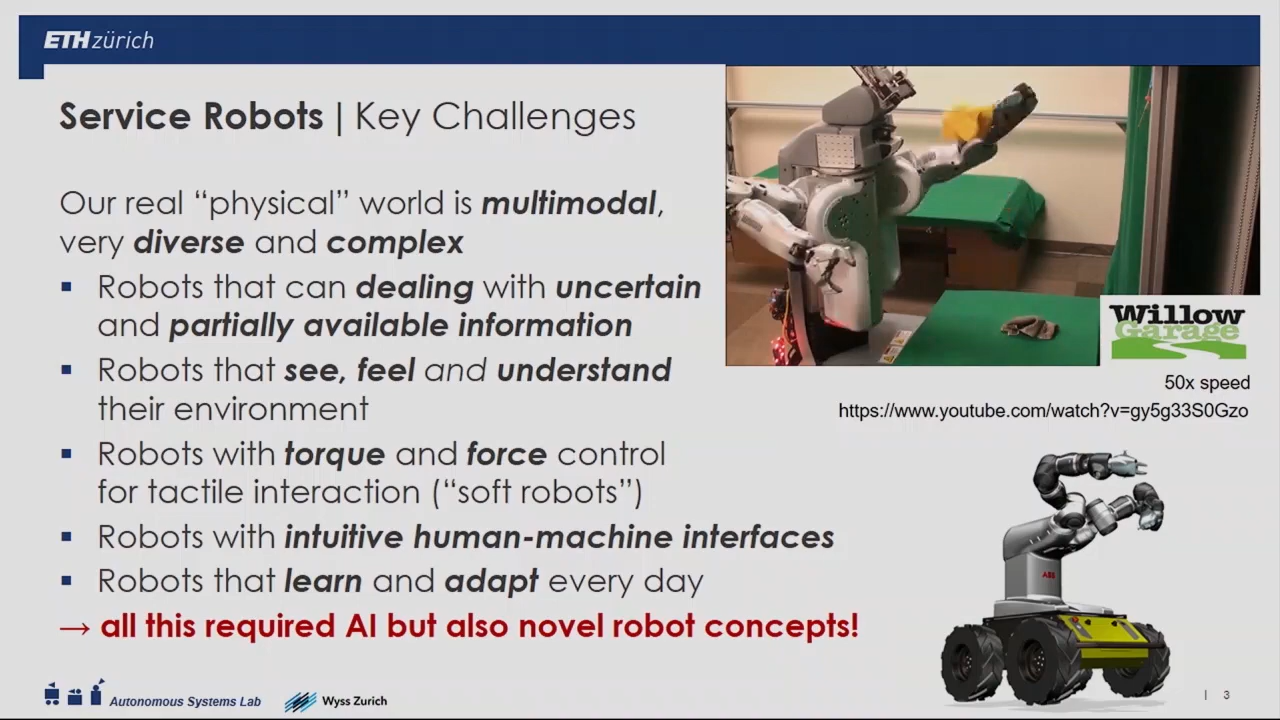 ETH zürich
Service Robots | Key Challenges
Our real “physical” world is multimodal,
very diverse and complex
▪ Robots that can dealing with uncertain
and partially available information
▪ Robots that see, feel and understand
their environment
▪ Robots with torque and force control
for tactile interaction (“soft robots”)
▪ Robots with intuitive human-machine interfaces
▪ Robots that learn and adapt every day
→ all this required AI but also novel robot concepts!
Willow
Garage
50x speed
https://www.youtube.com/watch?v=gy5g33S0Gzo
ABB
Autonomous Systems Lab
Wyss Zurich
| 3